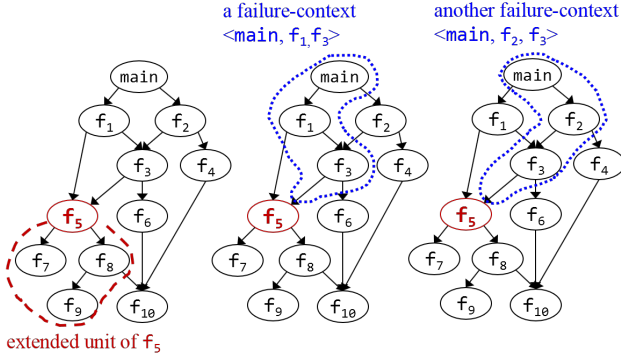 a failure-context
<main, f1,f3>
another failure-context
<main, f2, f3>
main
f1
f2
f3
f4
f5
f6
f7
f8
f9
f10
extended unit of f5
main
f1
f2
f3
f4
f5
f6
f7
f8
f9
f10
main
f1
f2
f3
f4
f5
f6
f7
f8
f9
f10